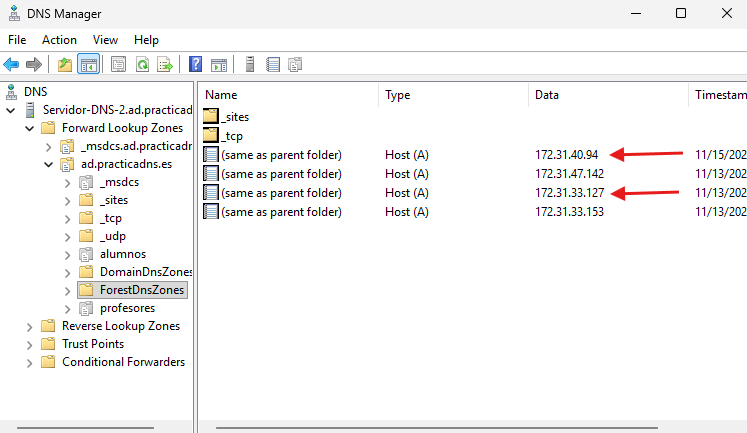 DNS Manager
File Action View Help
DNS
Servidor-DNS-2.ad.practicad
Forward Lookup Zones
_msdcs.ad.practicadr
ad.practicadns.es
_msdcs
_sites
_tcp
_udp
alumnos
DomainDnsZones
ForestDnsZones
profesores
Reverse Lookup Zones
Trust Points
Conditional Forwarders
Name Type Data Timestam
_sites
_tcp
(same as parent folder) Host (A) 172.31.40.94 11/15/202
(same as parent folder) Host (A) 172.31.47.142 11/13/202
(same as parent folder) Host (A) 172.31.33.127 11/13/202
(same as parent folder) Host (A) 172.31.33.153 11/13/202